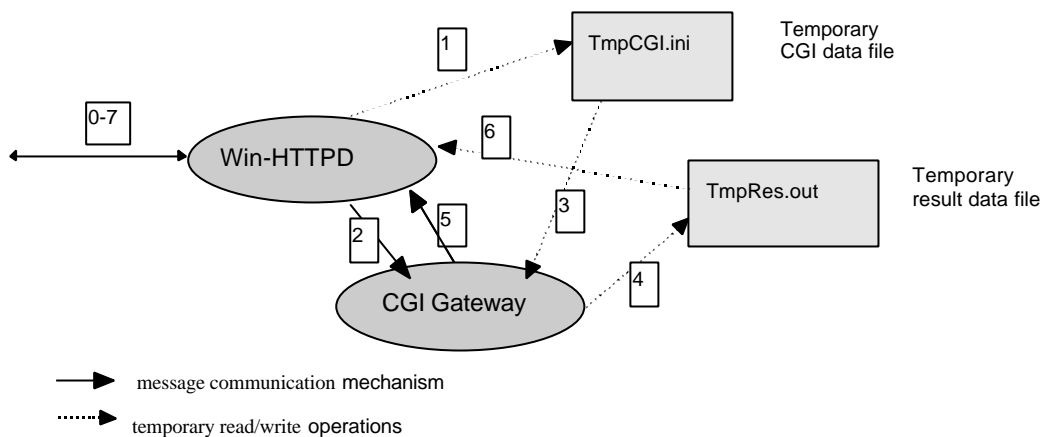 1
TmpCGI.ini
Temporary
CGI data file
0-7
Win-HTTPD
6
TmpRes.out
Temporary
result data file
2
5
3
4
CGI Gateway
message communication mechanism
temporary read/write operations